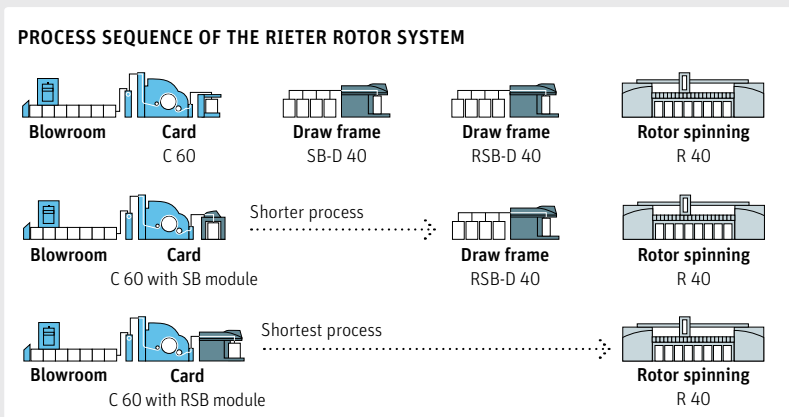 PROCESS SEQUENCE OF THE RIETER ROTOR SYSTEM
Blowroom Card Draw frame Draw frame Rotor spinning
C 60 SB-D 40 RSB-D 40 R 40
Shorter process
Blowroom Card Draw frame Rotor spinning
C 60 with SB module RSB-D 40 R 40
Shortest process
Blowroom Card Rotor spinning
C 60 with RSB module R 40